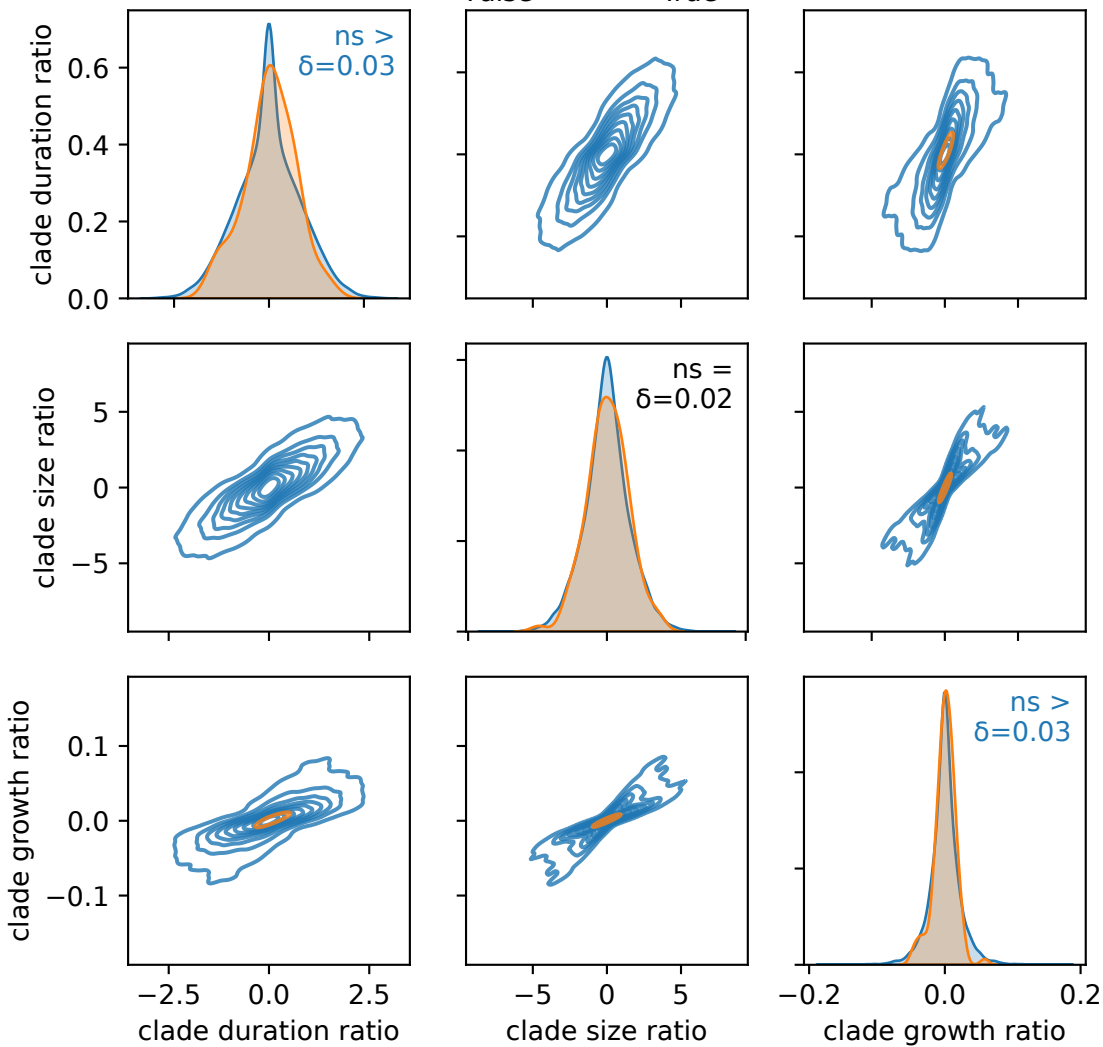 clade duration ratio
0.6
0.4
0.2
0.0
ns >
δ=0.03
clade size ratio
5
0
−5
ns =
δ=0.02
clade growth ratio
0.1
0.0
−0.1
ns >
δ=0.03
−2.5 0.0 2.5
−5 0 5
−0.2 0.0 0.2
clade duration ratio
clade size ratio
clade growth ratio